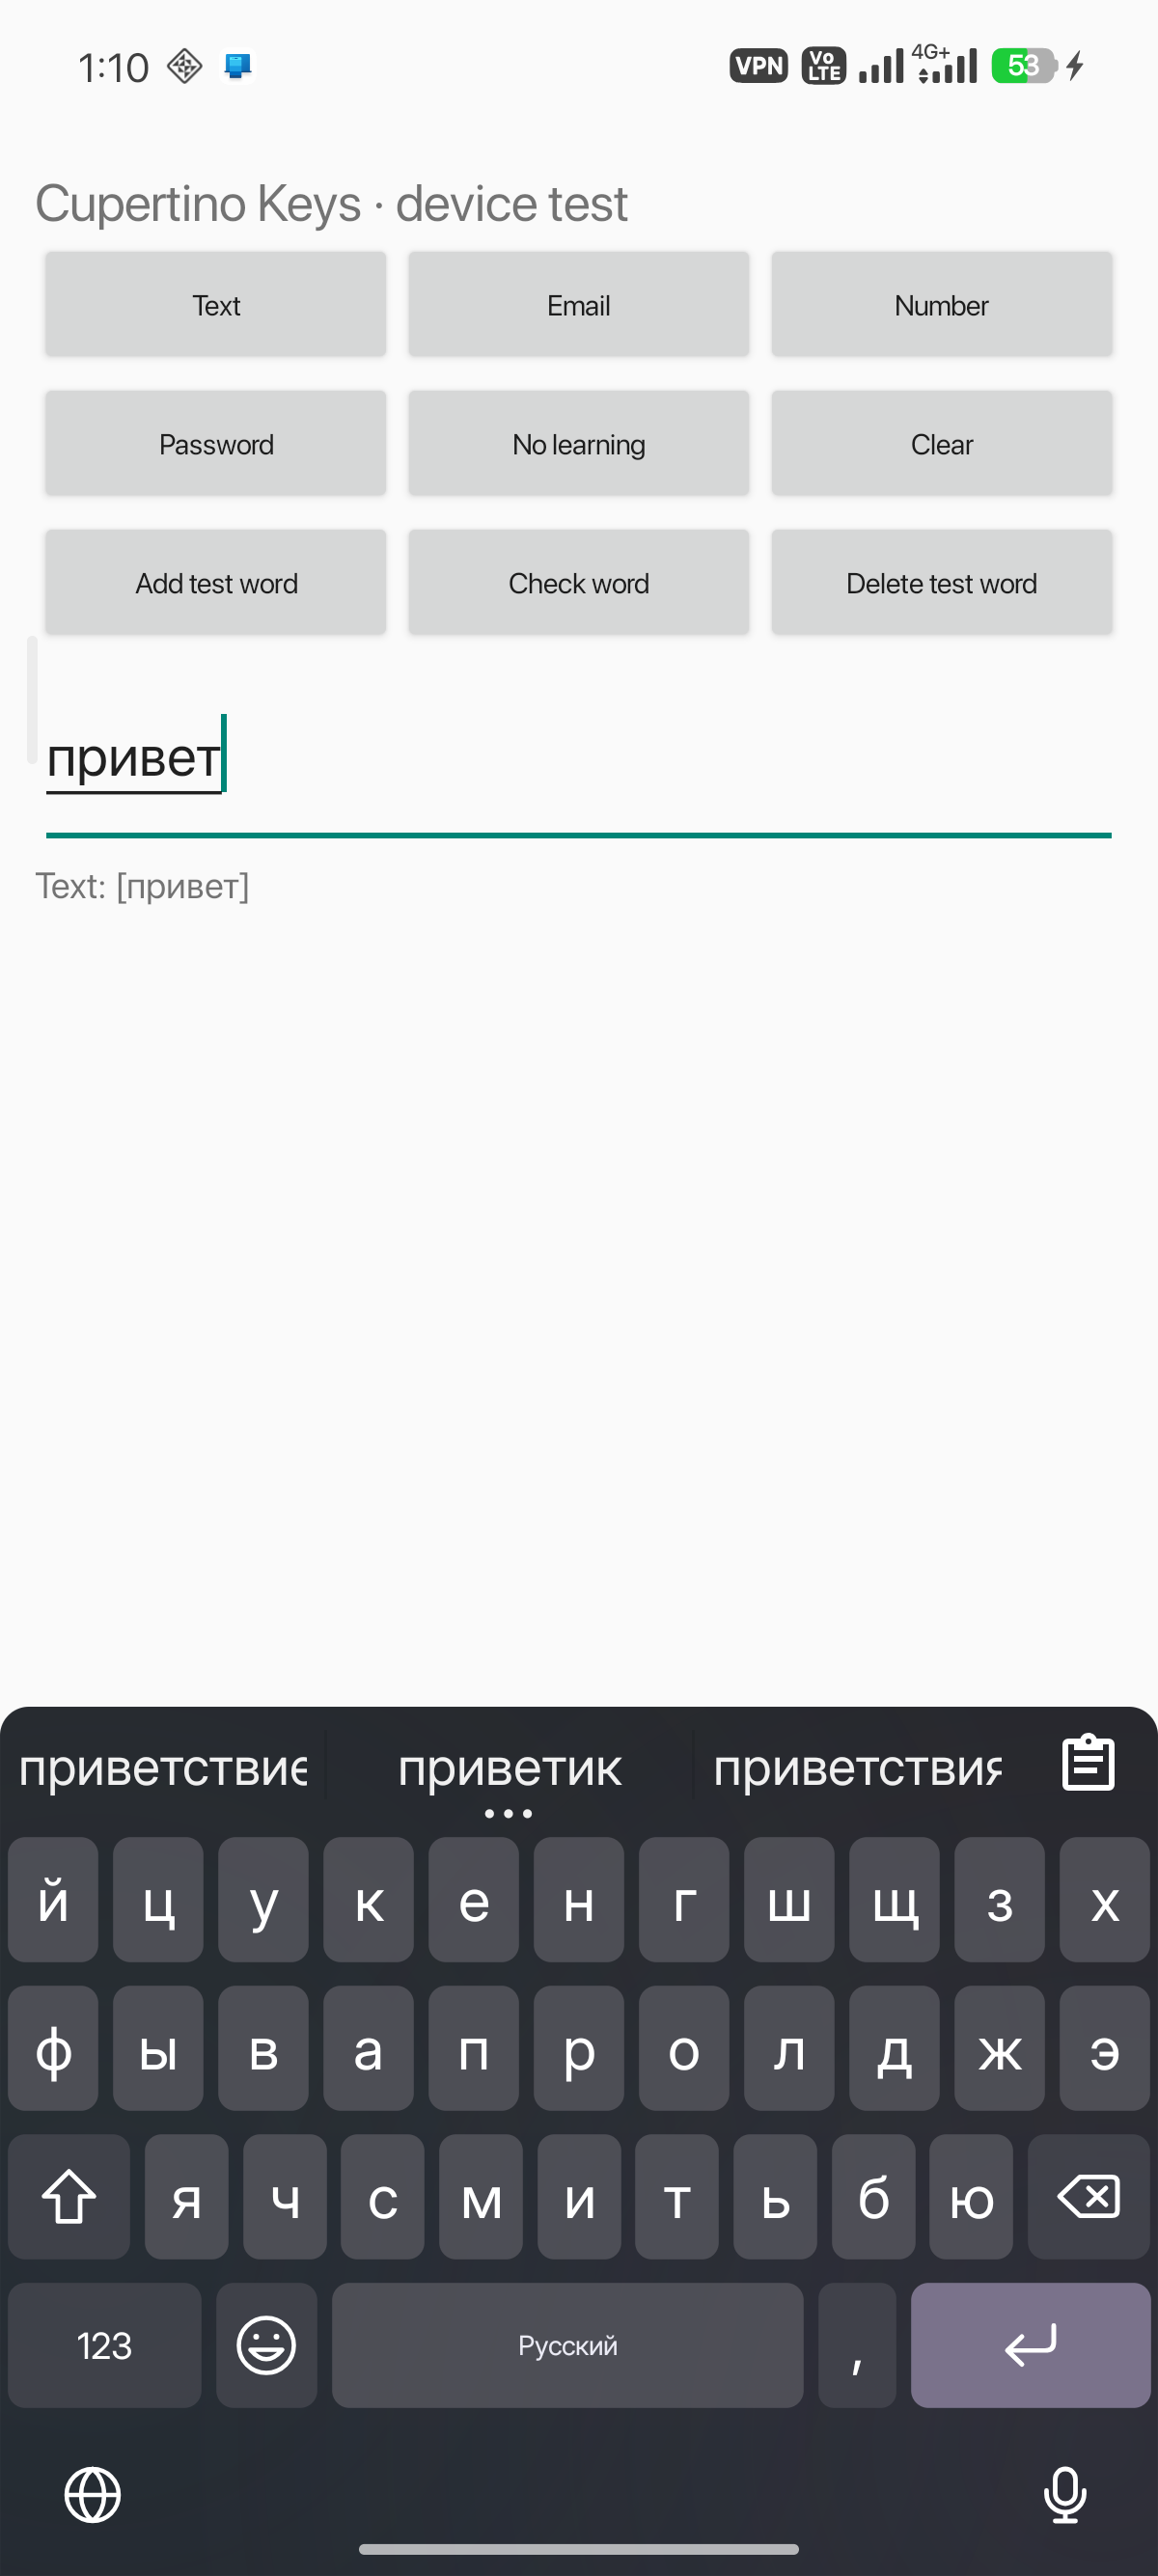 1:10 VPN Vo LTE 4G+ 53
Cupertino Keys · device test
Text Email Number
Password No learning Clear
Add test word Check word Delete test word
привет
Text: [привет]
приветствие приветик приветствия
й ц у к е н г ш щ з х
ф ы в а п р о л д ж э
я ч с м и т ь б ю
123 Русский ,